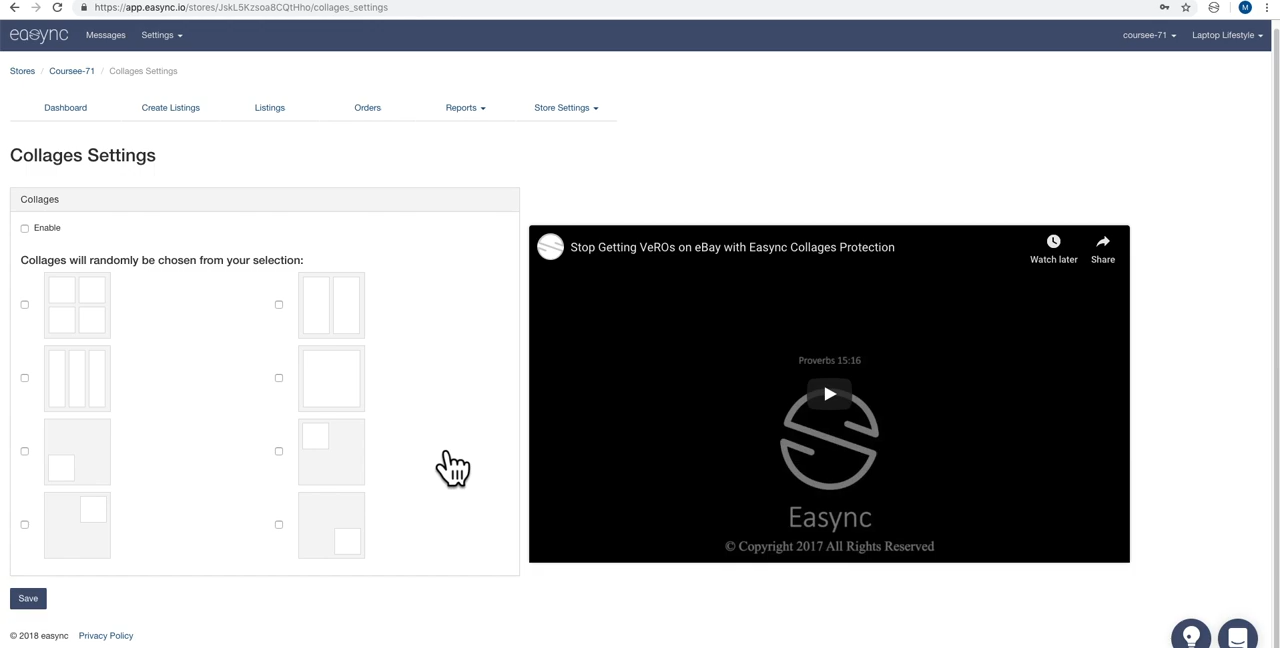 https://app.easync.io/stores/JskL5Kzsoa8CQtHho/collages_settings
M
easync Messages Settings coursee-71 Laptop Lifestyle
Stores / Coursee-71 / Collages Settings
Dashboard Create Listings Listings Orders Reports Store Settings
Collages Settings
Collages
Enable
Collages will randomly be chosen from your selection:
Stop Getting VeROs on eBay with Easync Collages Protection
Watch later Share
Proverbs 15:16
Easync
© Copyright 2017 All Rights Reserved
Save
© 2018 easync Privacy Policy